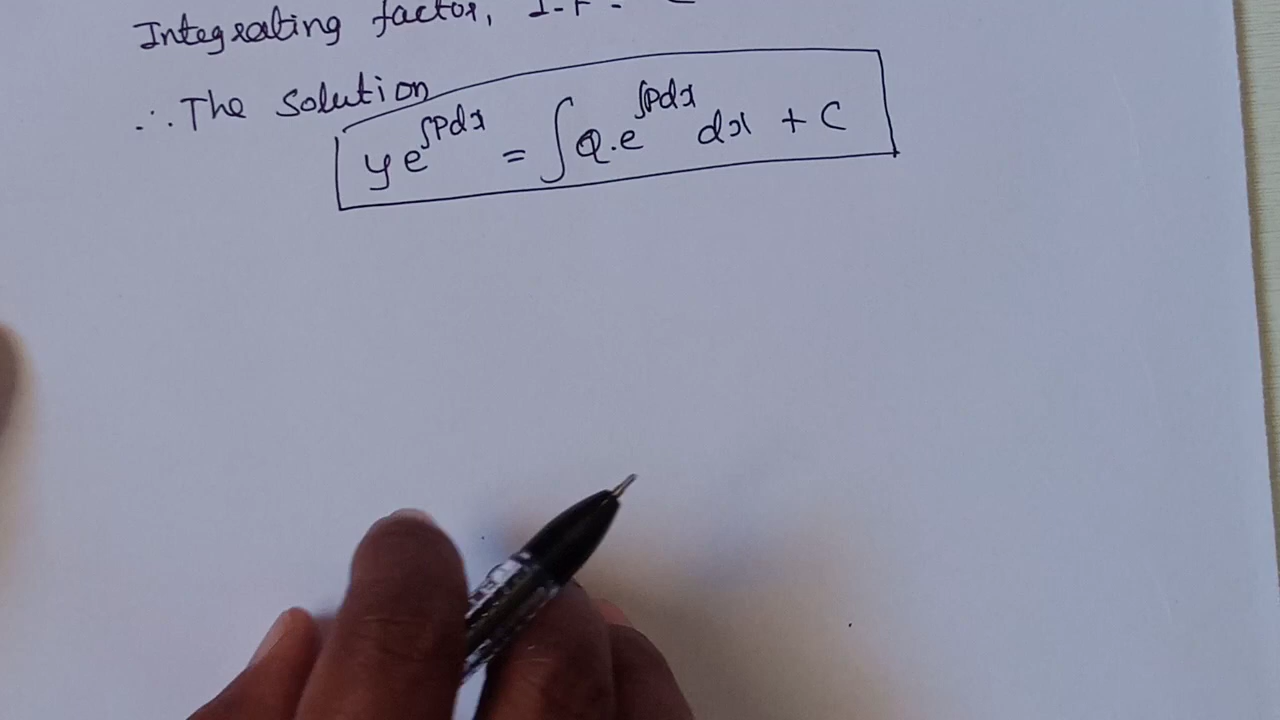 Integrating factor, I.F.
∴ The Solution
y e^∫Pdx = ∫Q.e^∫Pdx dx + C